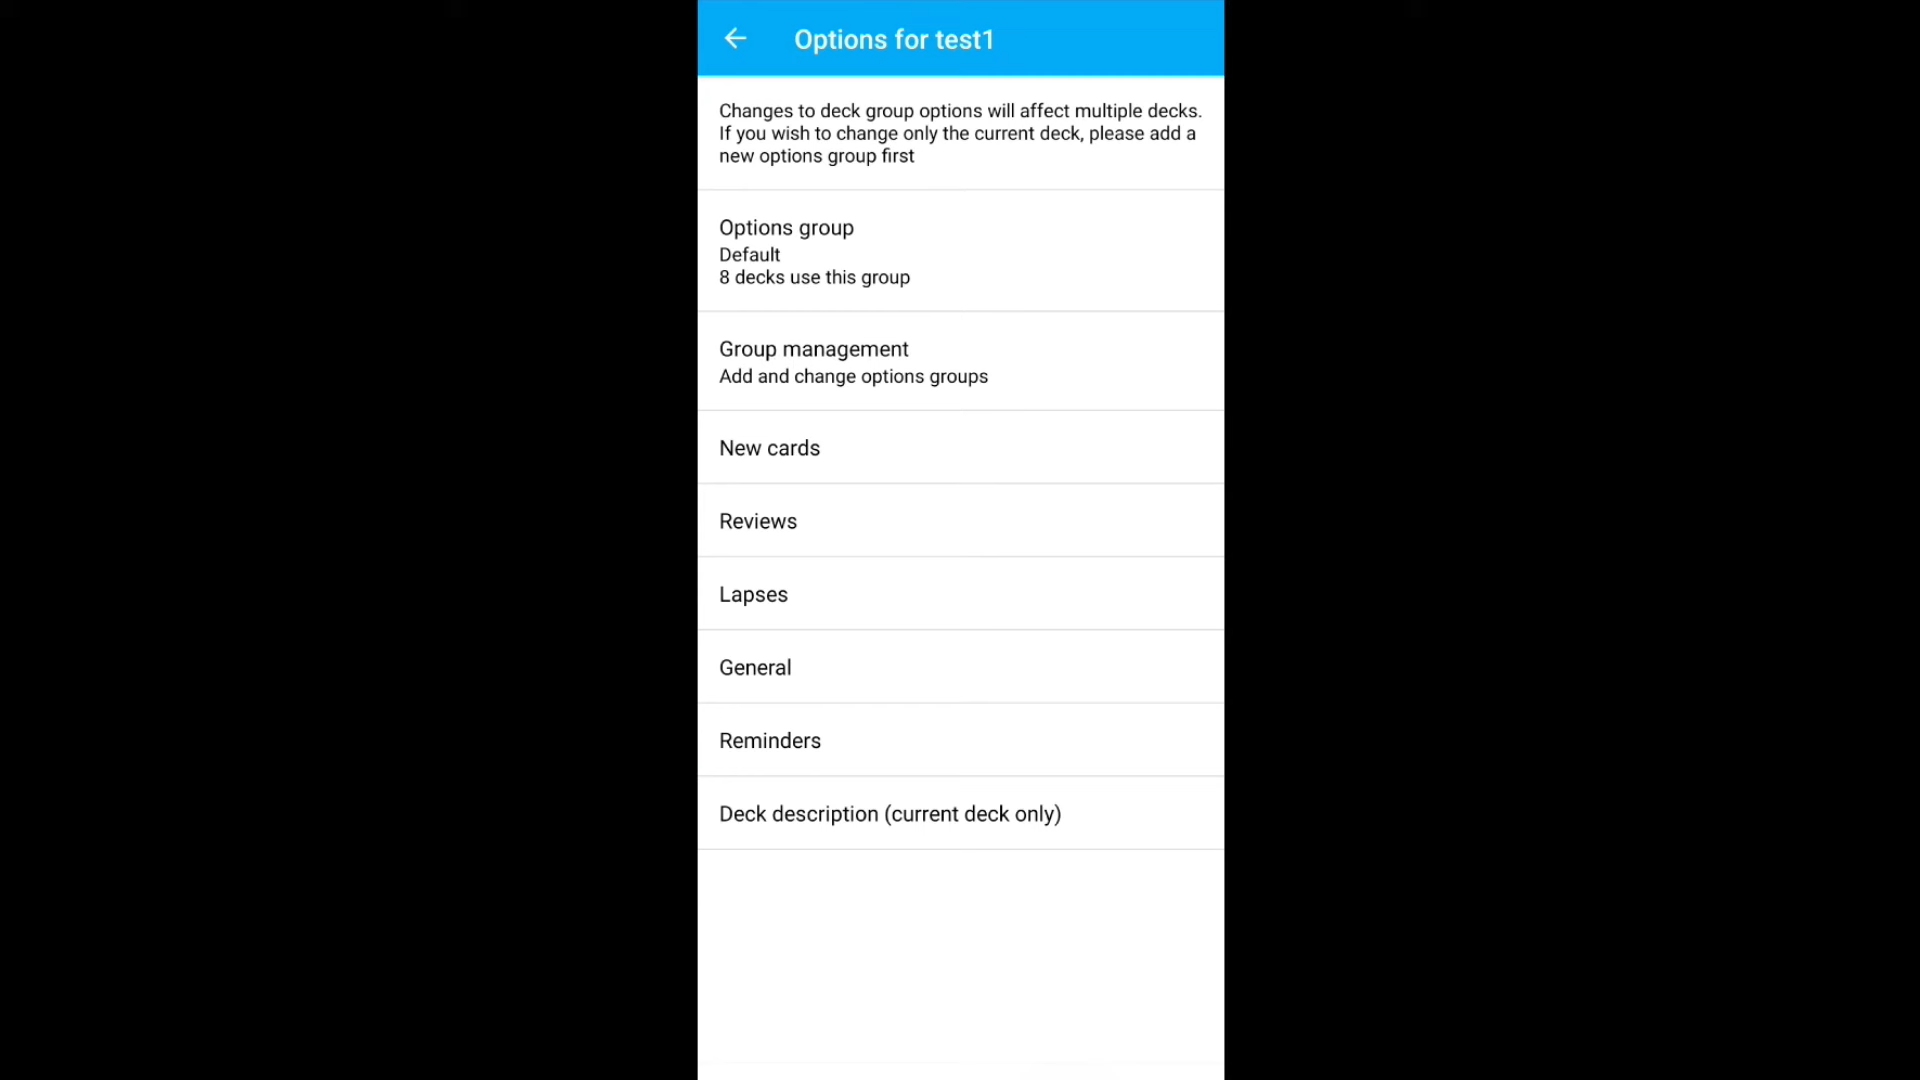 Options for test1
Changes to deck group options will affect multiple decks.
If you wish to change only the current deck, please add a
new options group first
Options group
Default
8 decks use this group
Group management
Add and change options groups
New cards
Reviews
Lapses
General
Reminders
Deck description (current deck only)